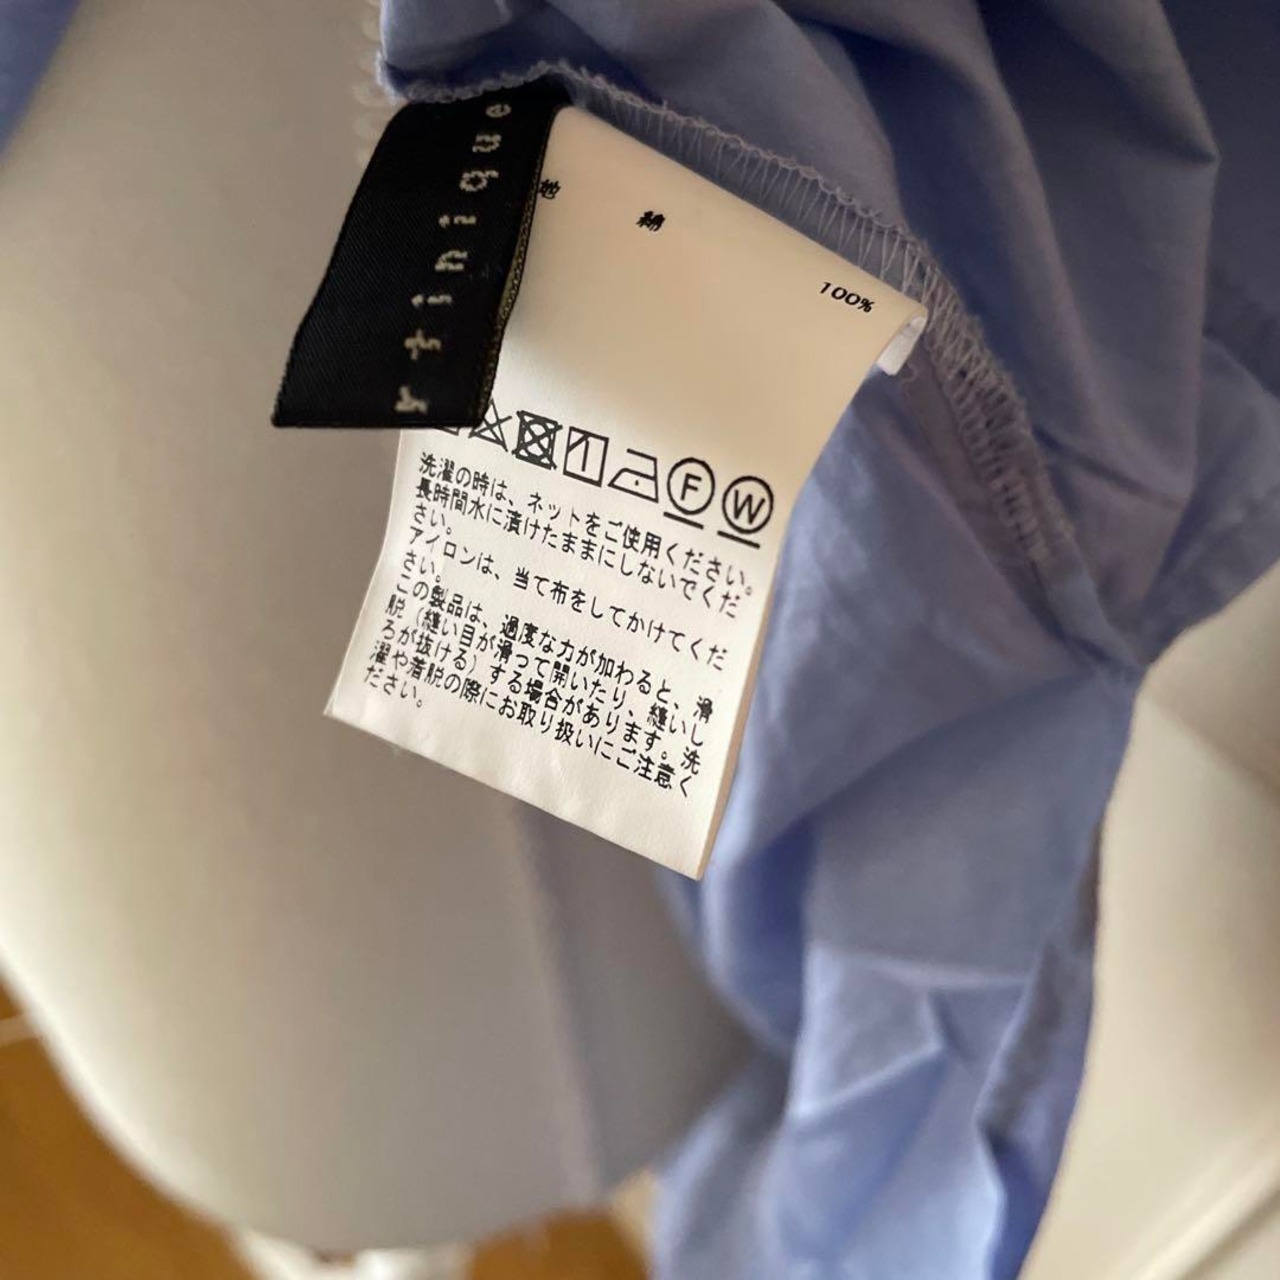 rtinique
地 綿 100%
F W
洗濯の時は、ネットをご使用ください。
長時間水に漬けたままにしないでくだ
さい。
アイロンは、当て布をしてかけてくだ
さい。
この製品は、過度な力が加わると、滑
脱（縫い目が滑って開いたり、縫いし
ろが抜ける）する場合があります。洗
濯や着脱の際にお取り扱いにご注意く
ださい。